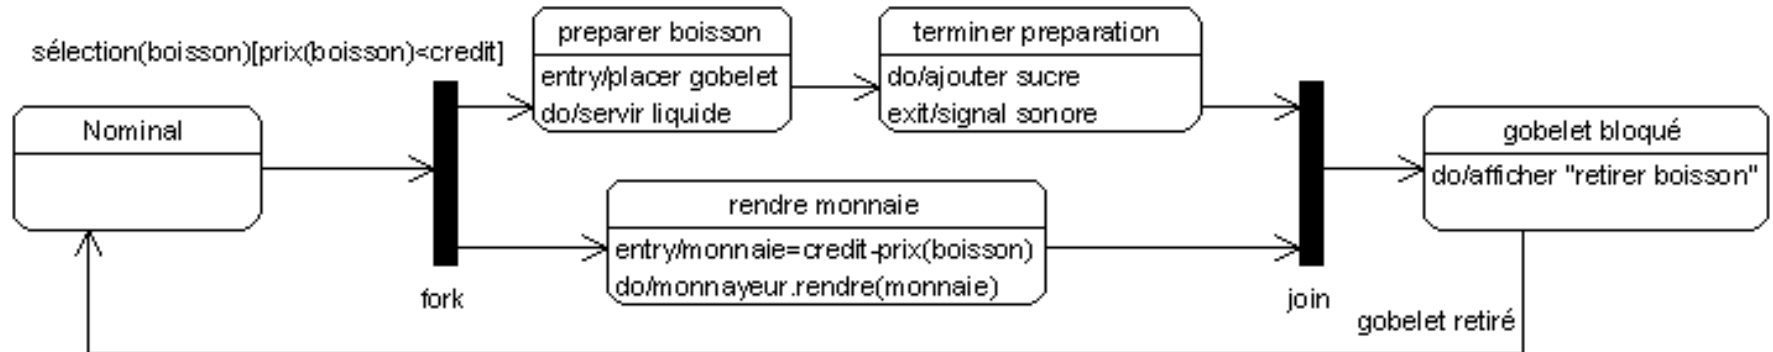 sélection(boisson)[prix(boisson)<credit]
Nominal
fork
preparer boisson
entry/placer gobelet
do/servir liquide
terminer preparation
do/ajouter sucre
exit/signal sonore
rendre monnaie
entry/monnaie=credit-prix(boisson)
do/monnayeur.rendre(monnaie)
join
gobelet bloqué
do/afficher "retirer boisson"
gobelet retiré